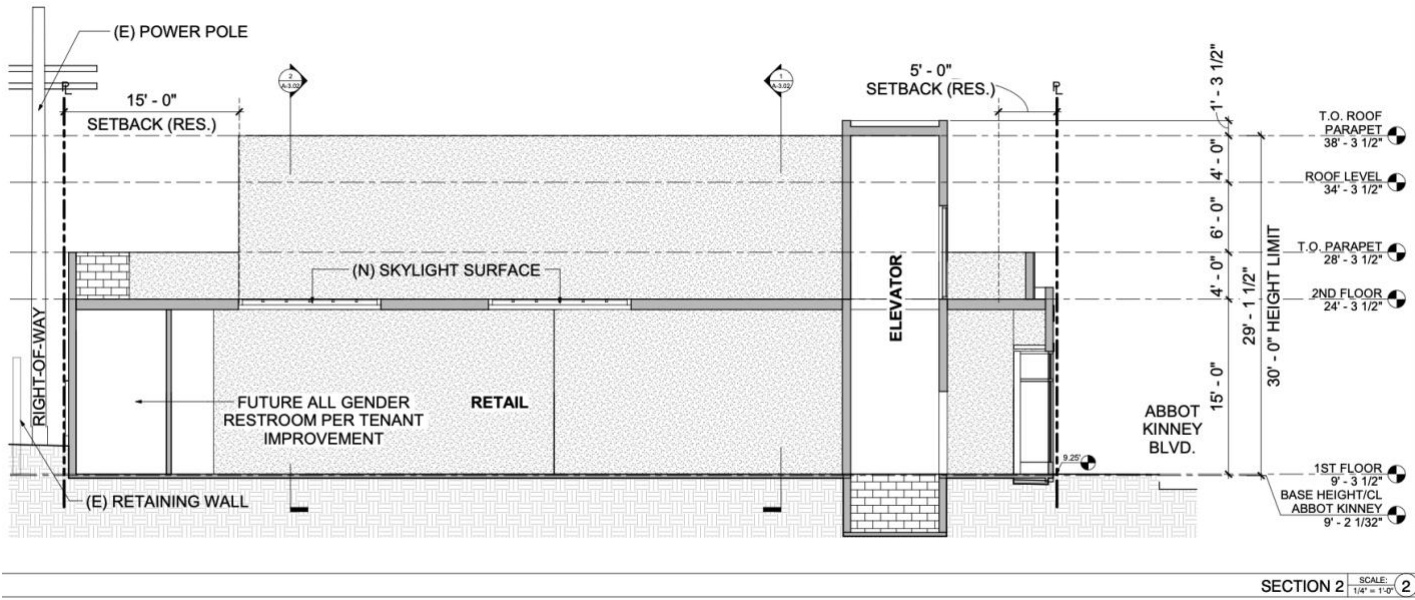 (E) POWER POLE
2
A-3.02
1
A-3.02
5' - 0"
SETBACK (RES.)
1' - 3 1/2"
PL
15' - 0"
SETBACK (RES.)
PL
T.O. ROOF
PARAPET
38' - 3 1/2"
4' - 0"
ROOF LEVEL
34' - 3 1/2"
6' - 0"
T.O. PARAPET
28' - 3 1/2"
(N) SKYLIGHT SURFACE
ELEVATOR
4' - 0"
29' - 1 1/2"
30' - 0" HEIGHT LIMIT
2ND FLOOR
24' - 3 1/2"
RIGHT-OF-WAY
FUTURE ALL GENDER
RESTROOM PER TENANT
IMPROVEMENT
RETAIL
15' - 0"
ABBOT
KINNEY
BLVD.
9.25'
1ST FLOOR
9' - 3 1/2"
(E) RETAINING WALL
BASE HEIGHT/CL
ABBOT KINNEY
9' - 2 1/32"
SECTION 2
SCALE:
1/4" = 1'-0"
2